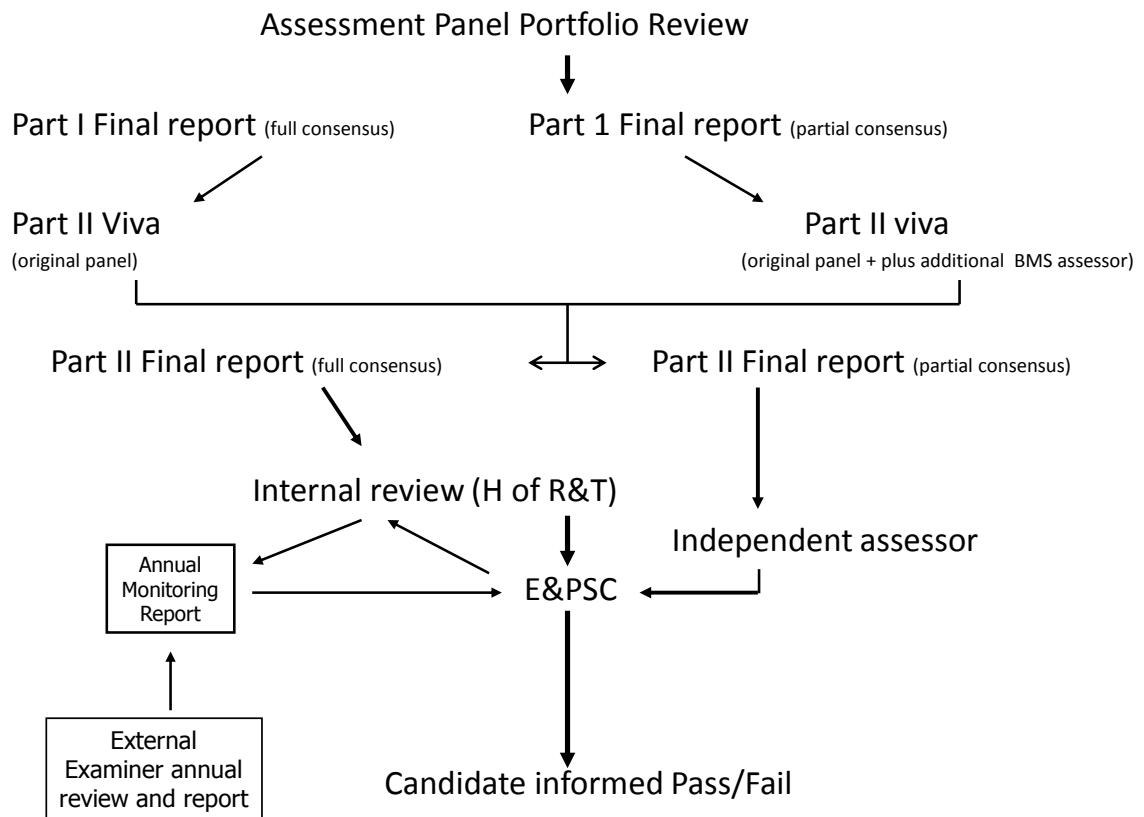 Assessment Panel Portfolio Review
Part I Final report (full consensus)
Part 1 Final report (partial consensus)
Part II Viva
(original panel)
Part II viva
(original panel + plus additional BMS assessor)
Part II Final report (full consensus)
Part II Final report (partial consensus)
Internal review (H of R&T)
Independent assessor
Annual
Monitoring
Report
E&PSC
External
Examiner annual
review and report
Candidate informed Pass/Fail